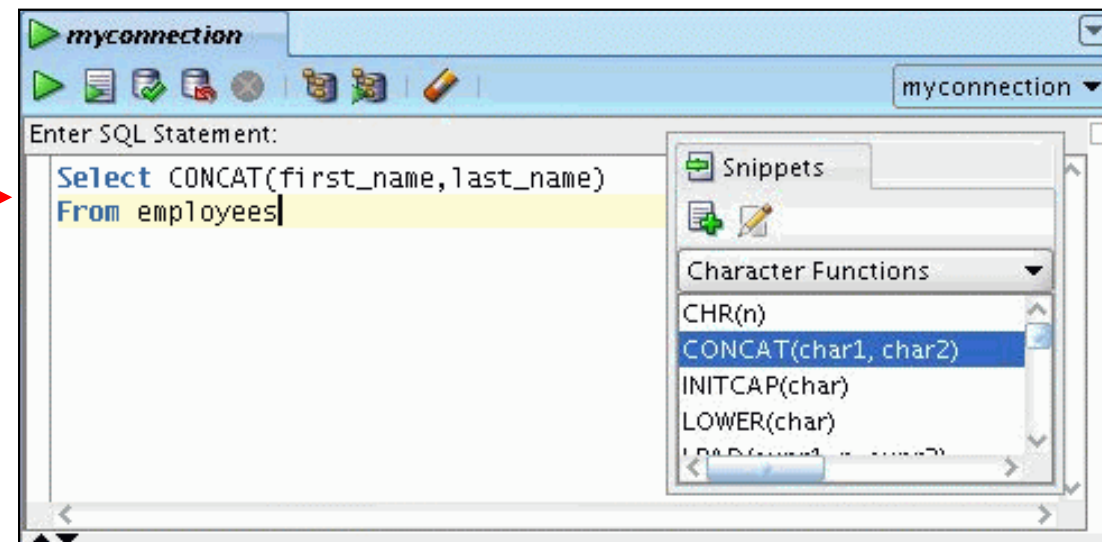 myconnection
myconnection
Enter SQL Statement:
Select CONCAT(first_name,last_name)
From employees
Snippets
Character Functions
CHR(n)
CONCAT(char1, char2)
INITCAP(char)
LOWER(char)